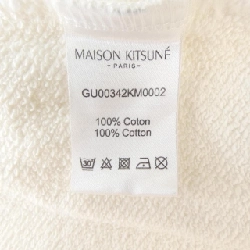 MAISON KITSUNÉ
- PARIS -
GU00342KM0002
100% Coton
100% Cotton